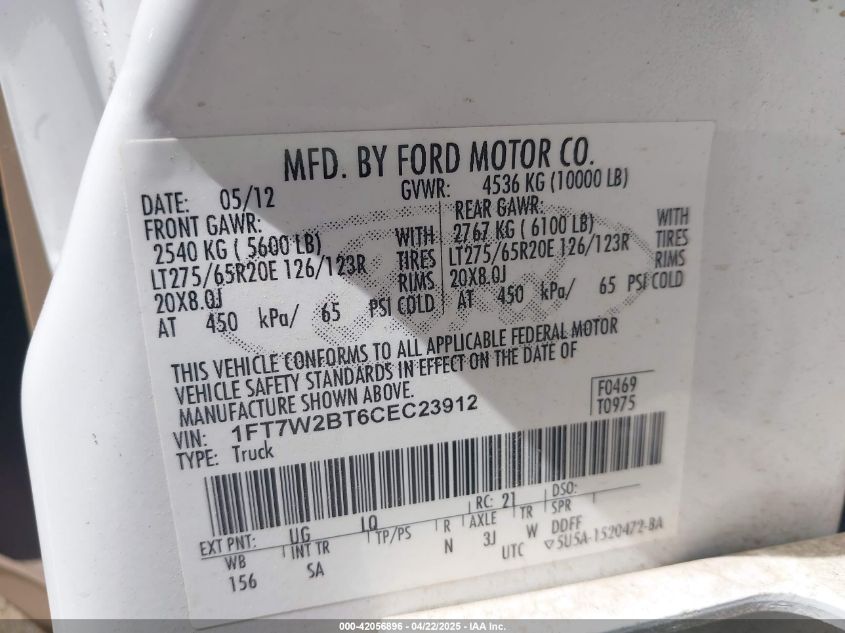 MFD. BY FORD MOTOR CO.
DATE: 05/12 GVWR: 4536 KG (10000 LB)
FRONT GAWR: REAR GAWR:
2540 KG ( 5600 LB) WITH 2767 KG ( 6100 LB) WITH
LT275/65R20E 126/123R TIRES LT275/65R20E 126/123R TIRES
20X8.0J RIMS 20X8.0J RIMS
AT 450 kPa/ 65 PSI COLD AT 450 kPa/ 65 PSI COLD
THIS VEHICLE CONFORMS TO ALL APPLICABLE FEDERAL MOTOR
VEHICLE SAFETY STANDARDS IN EFFECT ON THE DATE OF
MANUFACTURE SHOWN ABOVE.
VIN: 1FT7W2BT6CEC23912
F0469
T0975
TYPE: Truck
EXT PNT: UG IQ RC: 21 DSO:
WB INT TR TP/PS R AXLE TR SPR
156 SA N 3J W DDFF
UTC ▽5U5A-1520472-BA
000-42056896 - 04/22/2025 - IAA Inc.